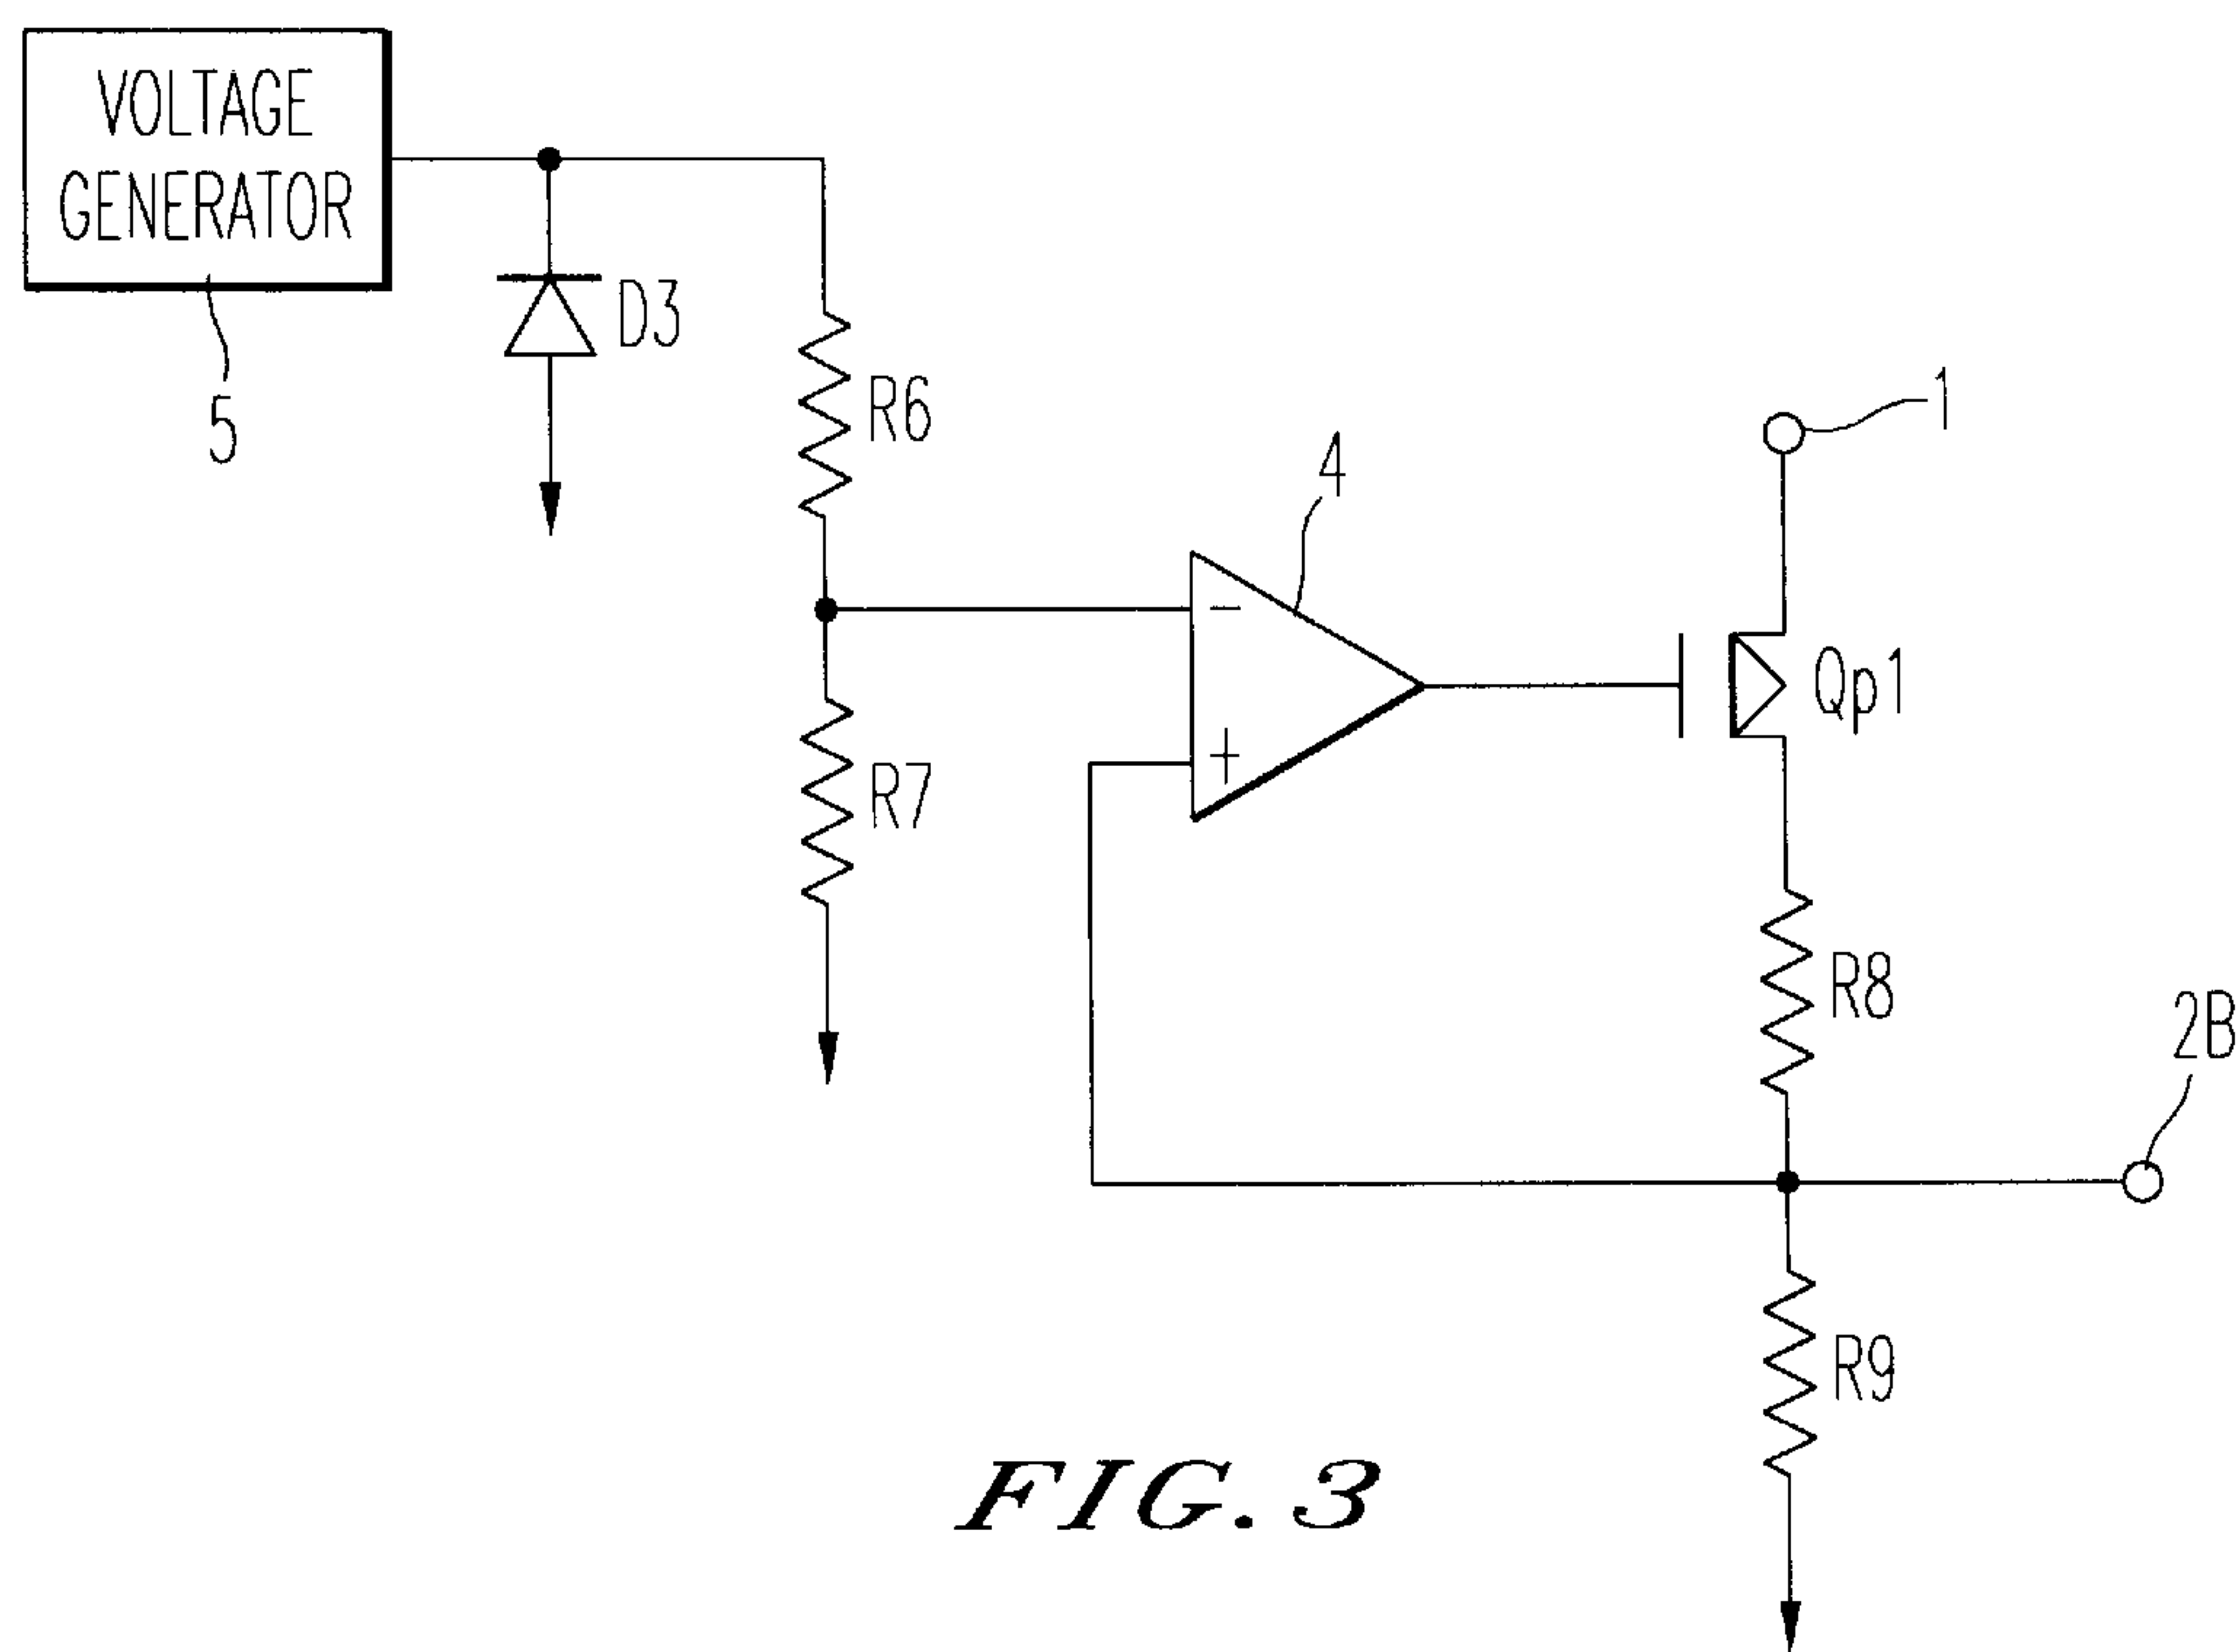 VOLTAGE
GENERATOR
5
D3
R6
R7
4
−
+
1
Qp1
R8
2B
R9
FIG. 3